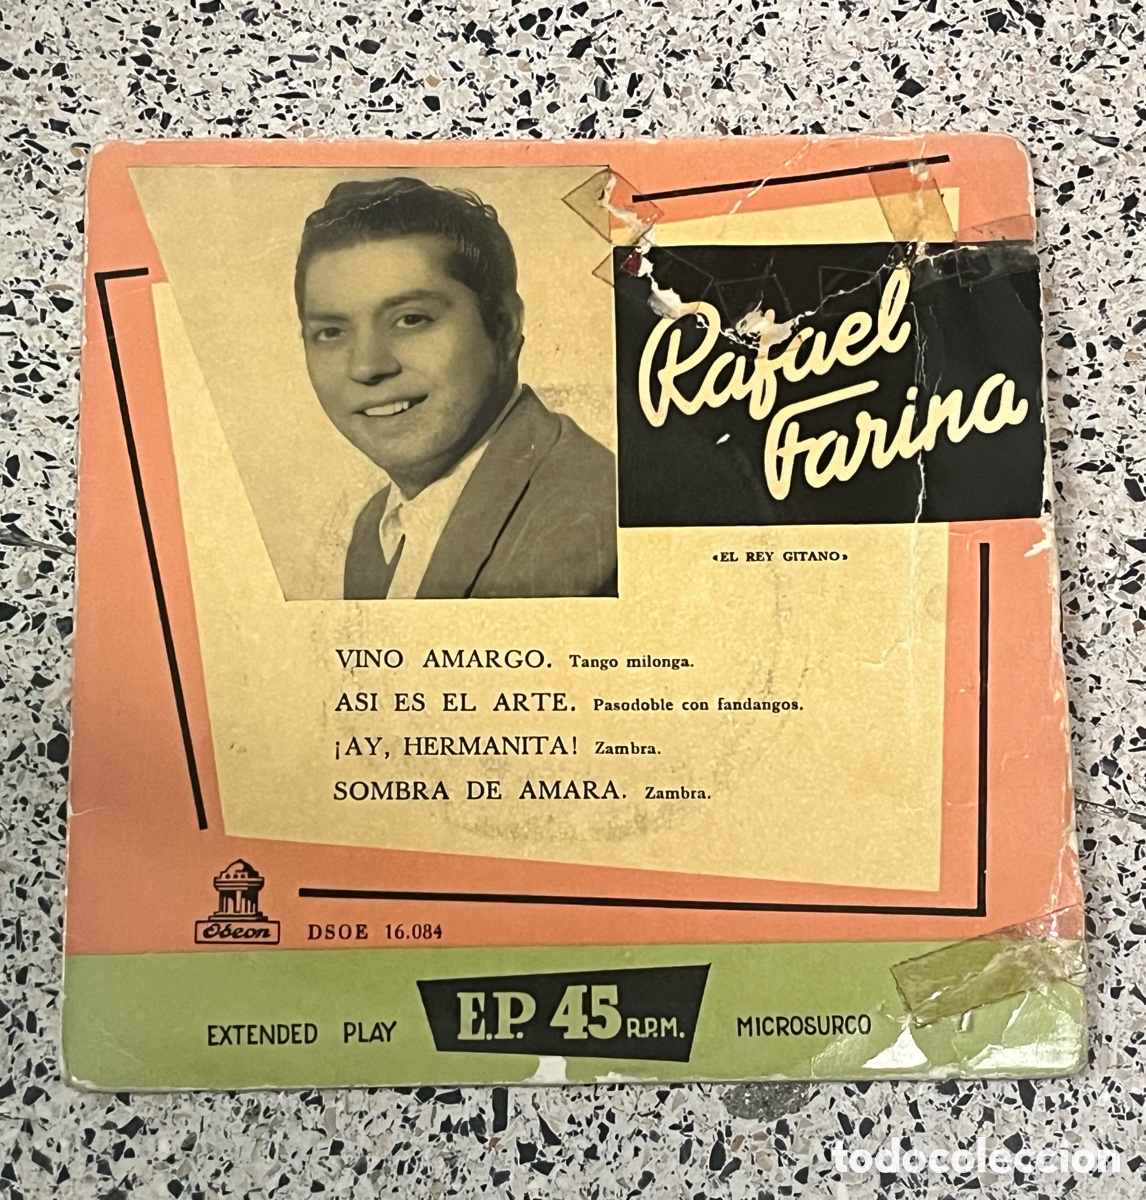 Rafael
Farina
«EL REY GITANO»
VINO AMARGO. Tango milonga.
ASI ES EL ARTE. Pasodoble con fandangos.
¡AY, HERMANITA! Zambra.
SOMBRA DE AMARA. Zambra.
Odeon DSOE 16.084
EXTENDED PLAY E.P. 45 R.P.M. MICROSURCO
todocoleccion